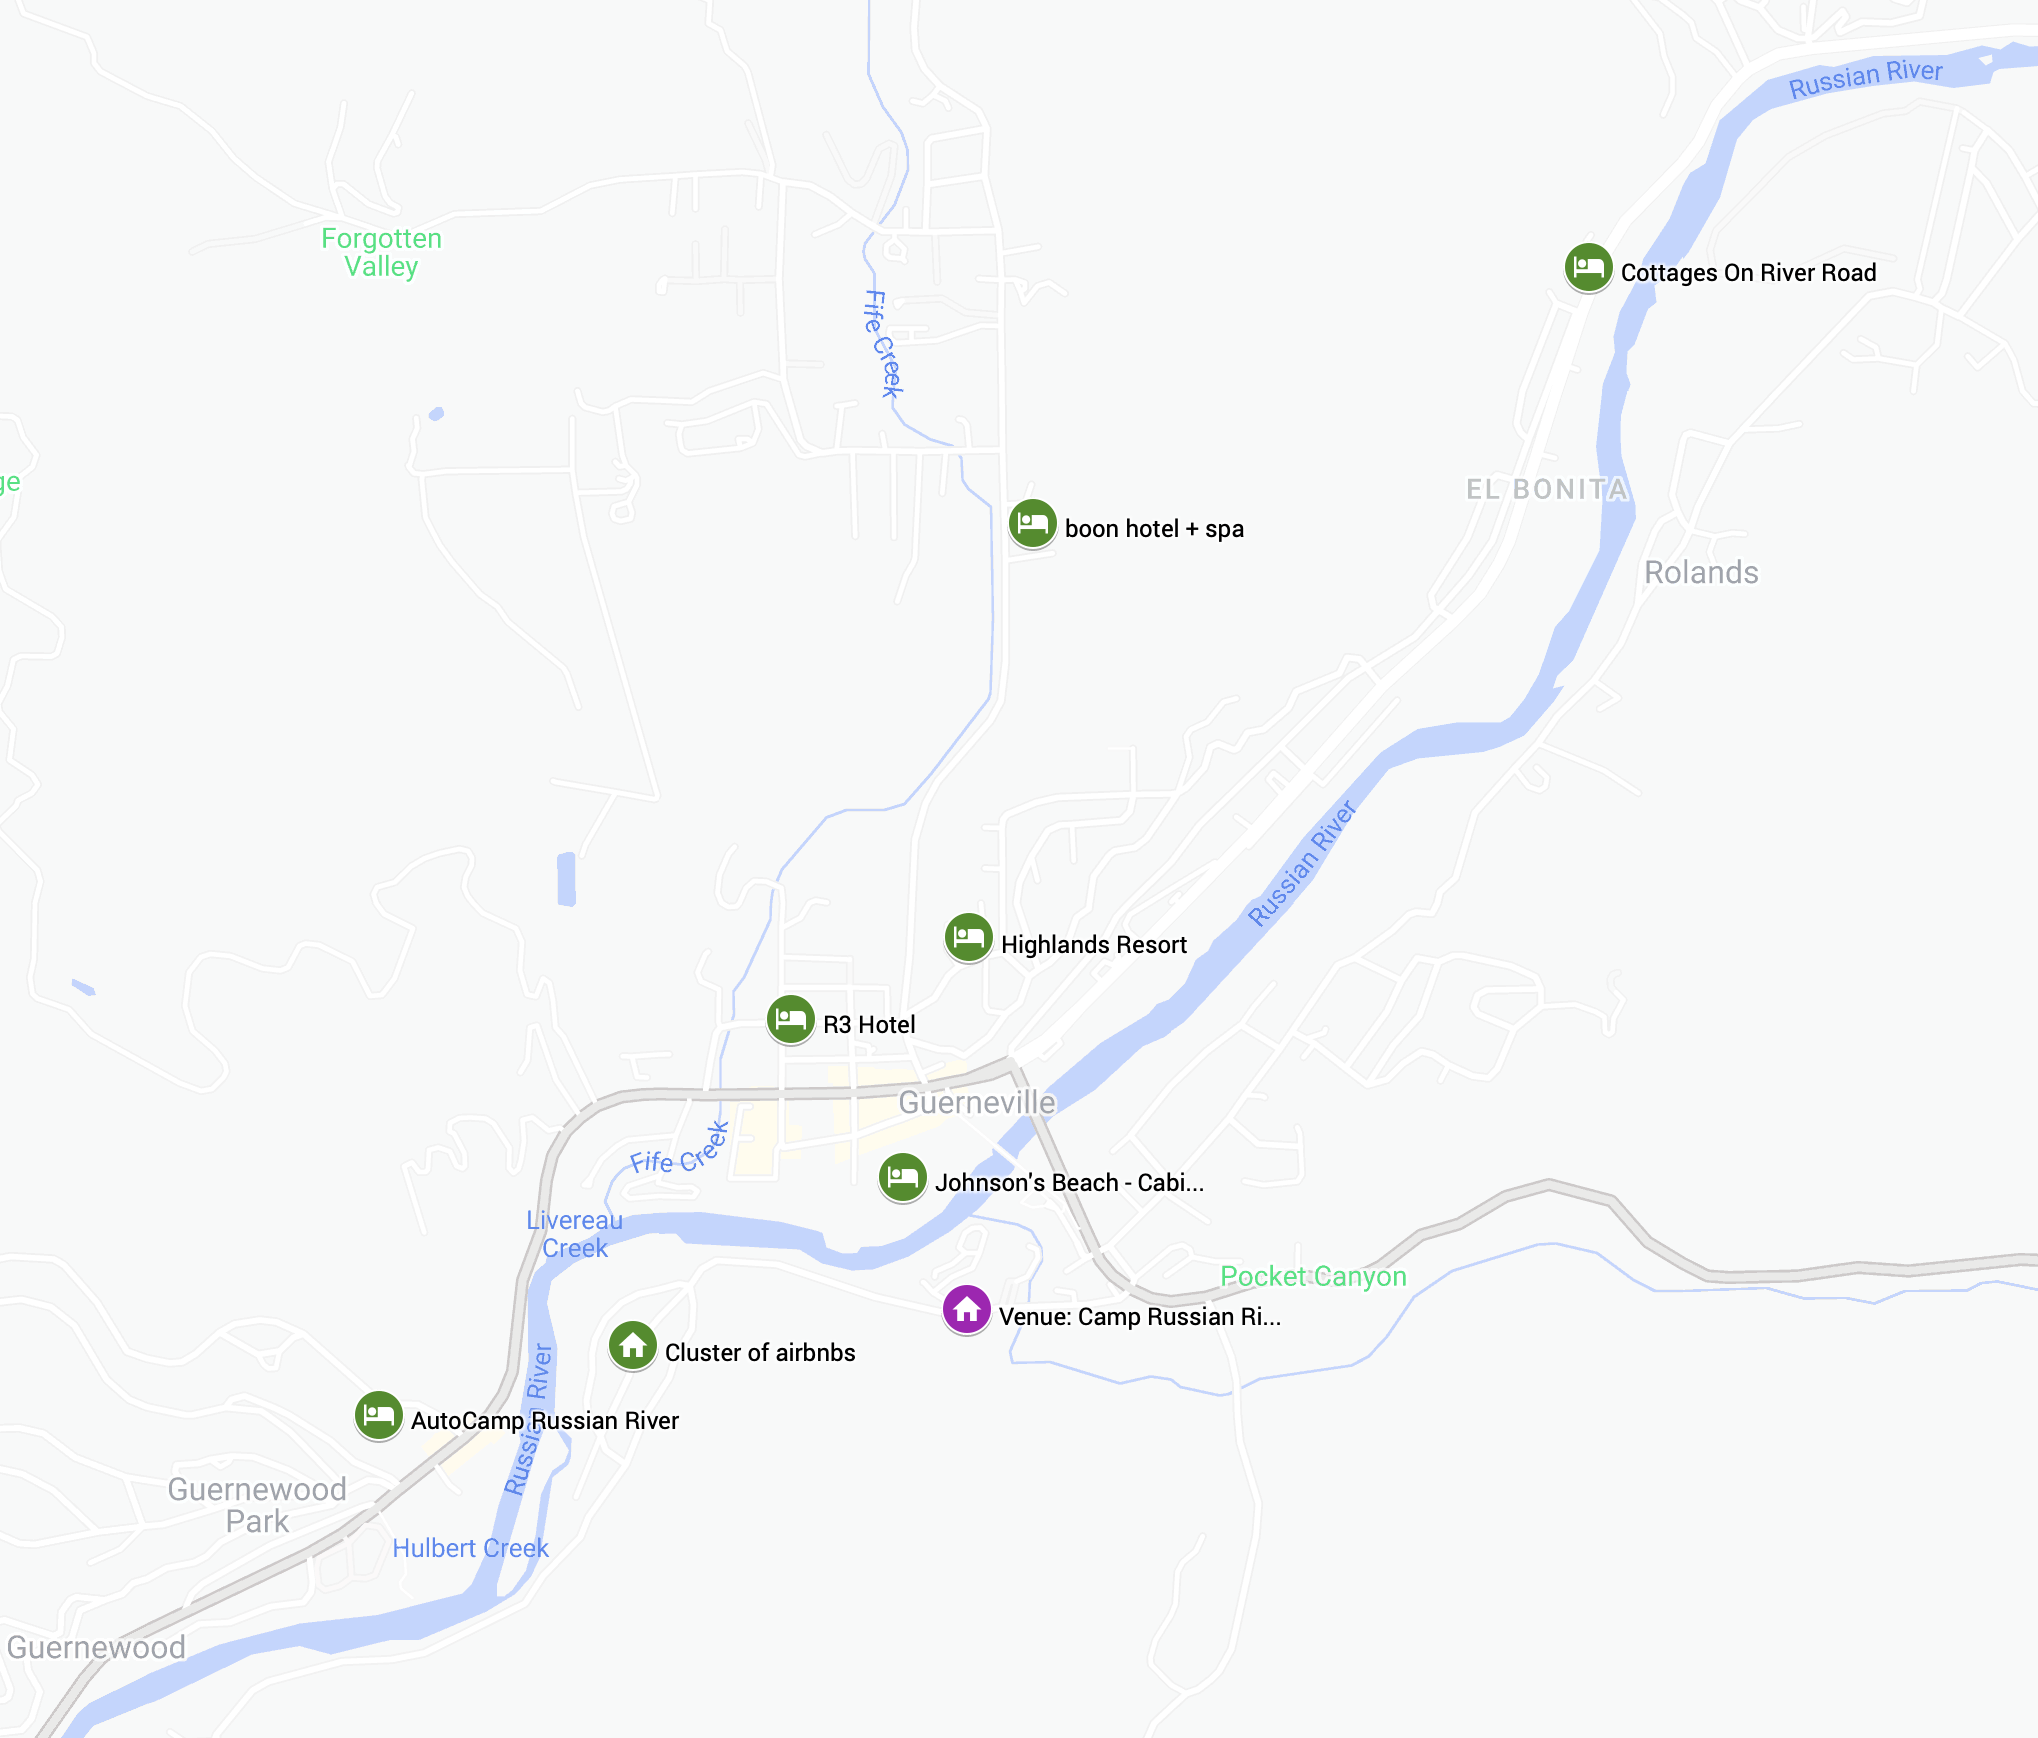 Russian River
Forgotten
Valley
Cottages On River Road
Fife Creek
ge
EL BONITA
boon hotel + spa
Rolands
Russian River
Highlands Resort
R3 Hotel
Guerneville
Fife Creek
Johnson's Beach - Cabi...
Livereau
Creek
Pocket Canyon
Venue: Camp Russian Ri...
Cluster of airbnbs
Russian River
AutoCamp Russian River
Guernewood
Park
Hulbert Creek
Guernewood